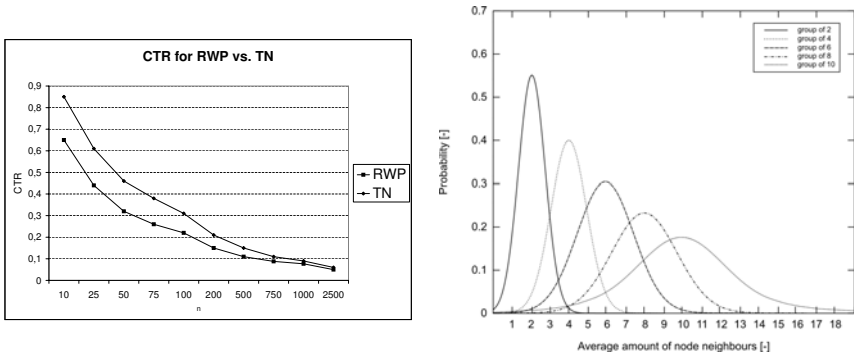 CTR for RWP vs. TN
CTR
0,9
0,8
0,7
0,6
0,5
0,4
0,3
0,2
0,1
0
10 25 50 75 100 200 500 750 1000 2500
n
RWP
TN
Probability [-]
0.7
0.6
0.5
0.4
0.3
0.2
0.1
0
1 2 3 4 5 6 7 8 9 10 11 12 13 14 15 16 17 18
Average amount of node neighbours [-]
group of 2
group of 4
group of 6
group of 8
group of 10